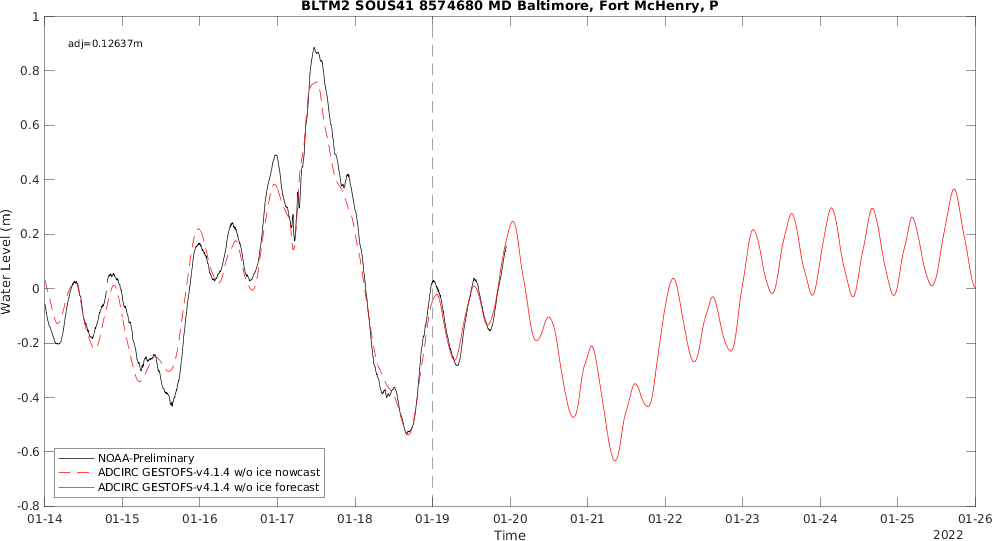 BLTM2 SOUS41 8574680 MD Baltimore, Fort McHenry, P
adj=0.12637m
1
0.8
0.6
0.4
0.2
0
-0.2
-0.4
-0.6
-0.8
Water Level (m)
NOAA-Preliminary
ADCIRC GESTOFS-v4.1.4 w/o ice nowcast
ADCIRC GESTOFS-v4.1.4 w/o ice forecast
01-14 01-15 01-16 01-17 01-18 01-19 01-20 01-21 01-22 01-23 01-24 01-25 01-26
Time
2022